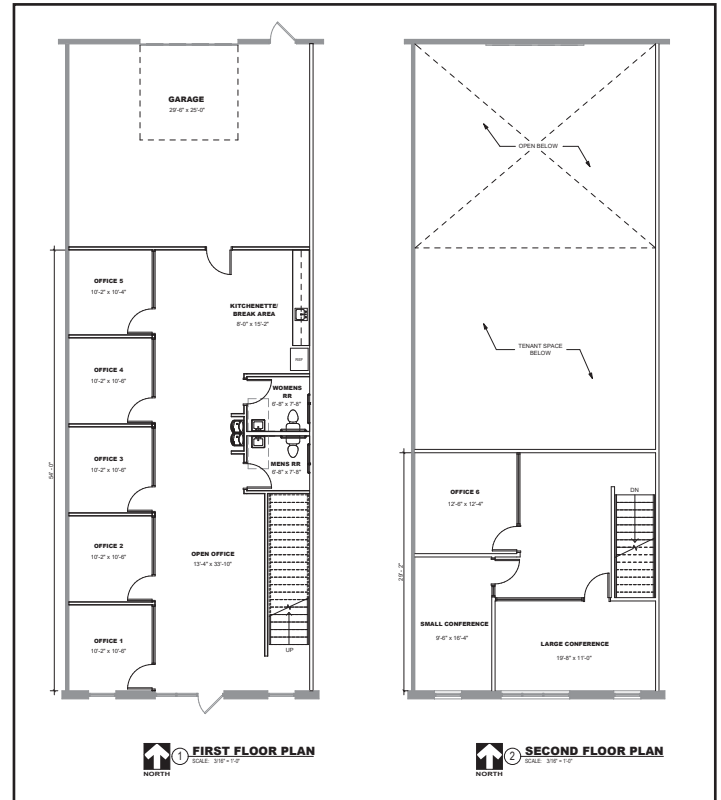 GARAGE
29'-6" x 25'-0"
OFFICE 5
10'-2" x 10'-4"
KITCHENETTE/
BREAK AREA
8'-0" x 15'-2"
REF
OFFICE 4
10'-2" x 10'-6"
WOMENS
RR
6'-8" x 7'-8"
OFFICE 3
10'-2" x 10'-6"
MENS RR
6'-8" x 7'-8"
54'-0"
OFFICE 2
10'-2" x 10'-6"
OPEN OFFICE
13'-4" x 33'-10"
OFFICE 1
10'-2" x 10'-6"
UP
NORTH
1
FIRST FLOOR PLAN
SCALE: 3/16" = 1'-0"
OPEN BELOW
TENANT SPACE
BELOW
OFFICE 6
12'-6" x 12'-4"
DN
29'-2"
SMALL CONFERENCE
9'-6" x 16'-4"
LARGE CONFERENCE
19'-8" x 11'-0"
NORTH
2
SECOND FLOOR PLAN
SCALE: 3/16" = 1'-0"